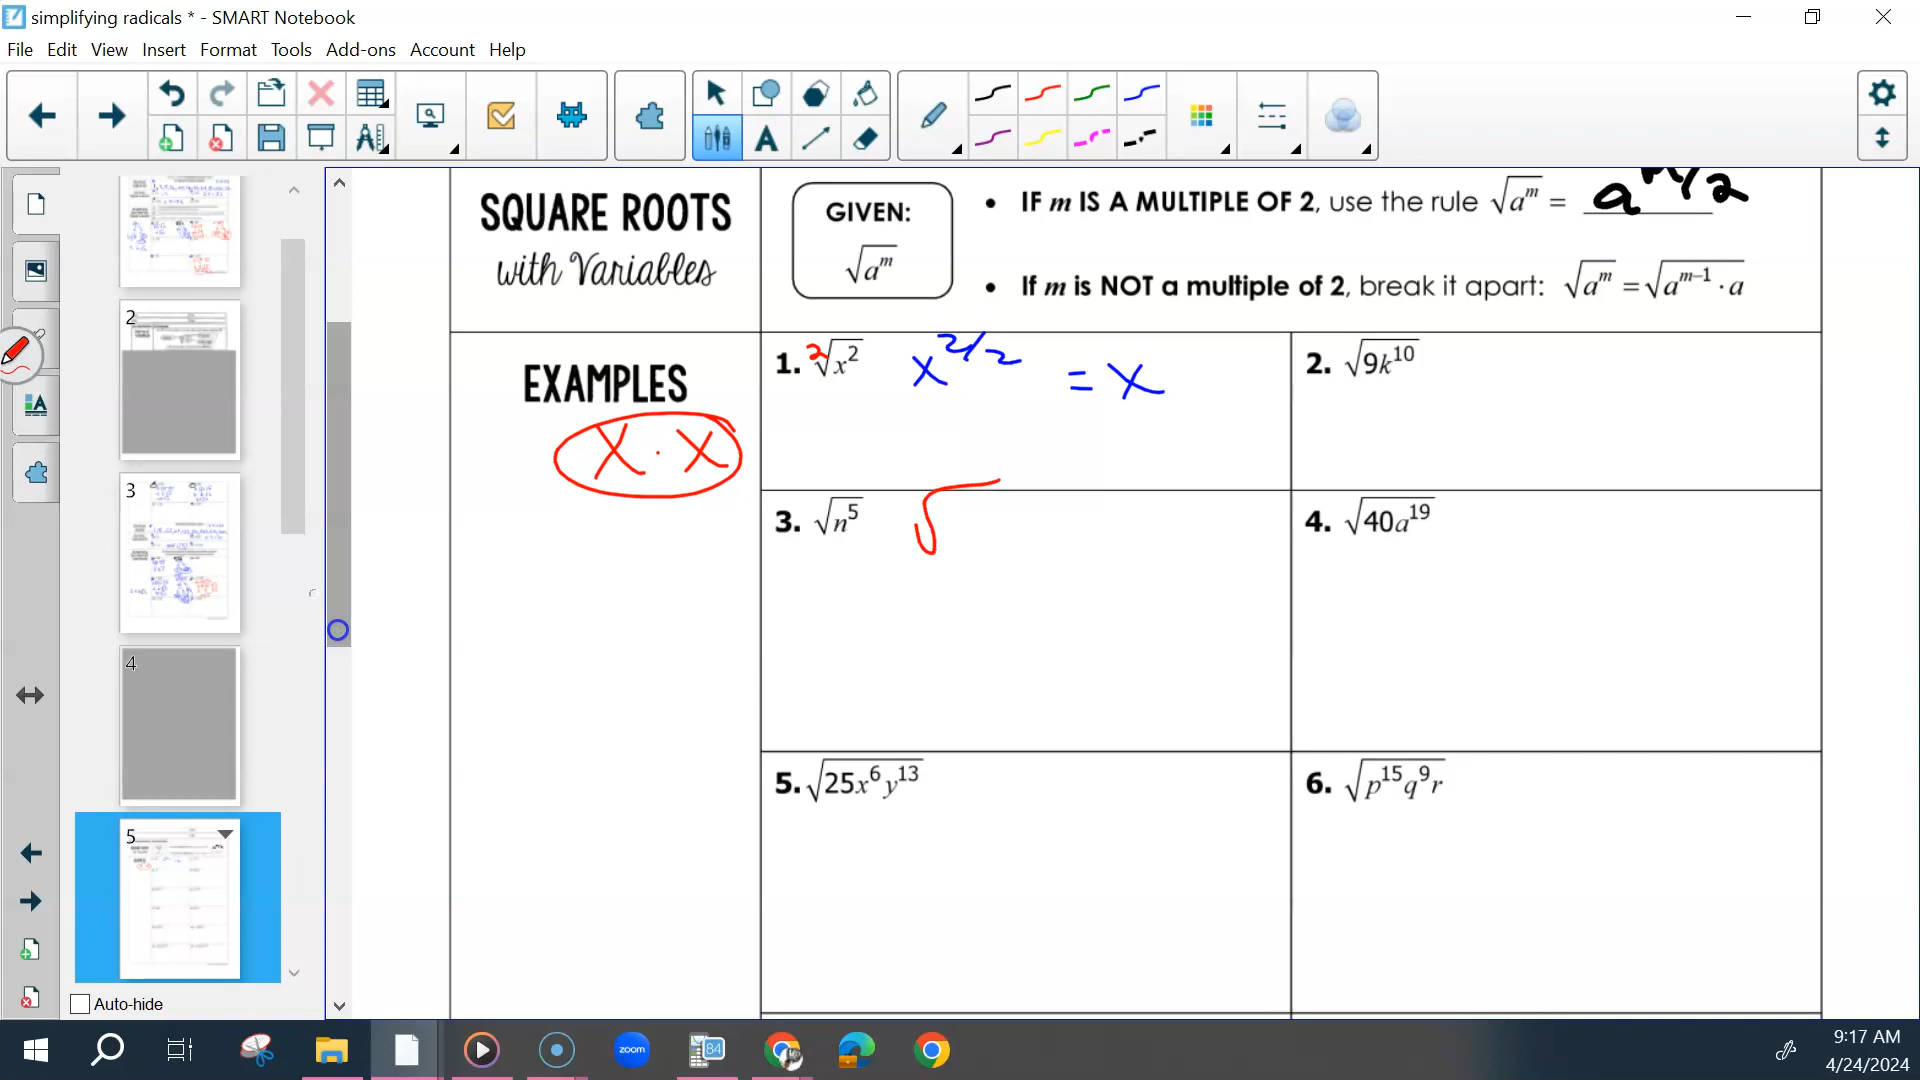 simplifying radicals * - SMART Notebook
File Edit View Insert Format Tools Add-ons Account Help
SQUARE ROOTS
with Variables
GIVEN:
√a^m
• IF m IS A MULTIPLE OF 2, use the rule √a^m = a^m/2
• If m is NOT a multiple of 2, break it apart: √a^m = √a^m–1 · a
EXAMPLES
X · X
1. ²√x² x^2/2 = x
2. √9k^10
3. √n^5 √
4. √40a^19
5. √25x^6y^13
6. √p^15q^9r
2
3
4
5
Auto-hide
zoom
84
9:17 AM
4/24/2024